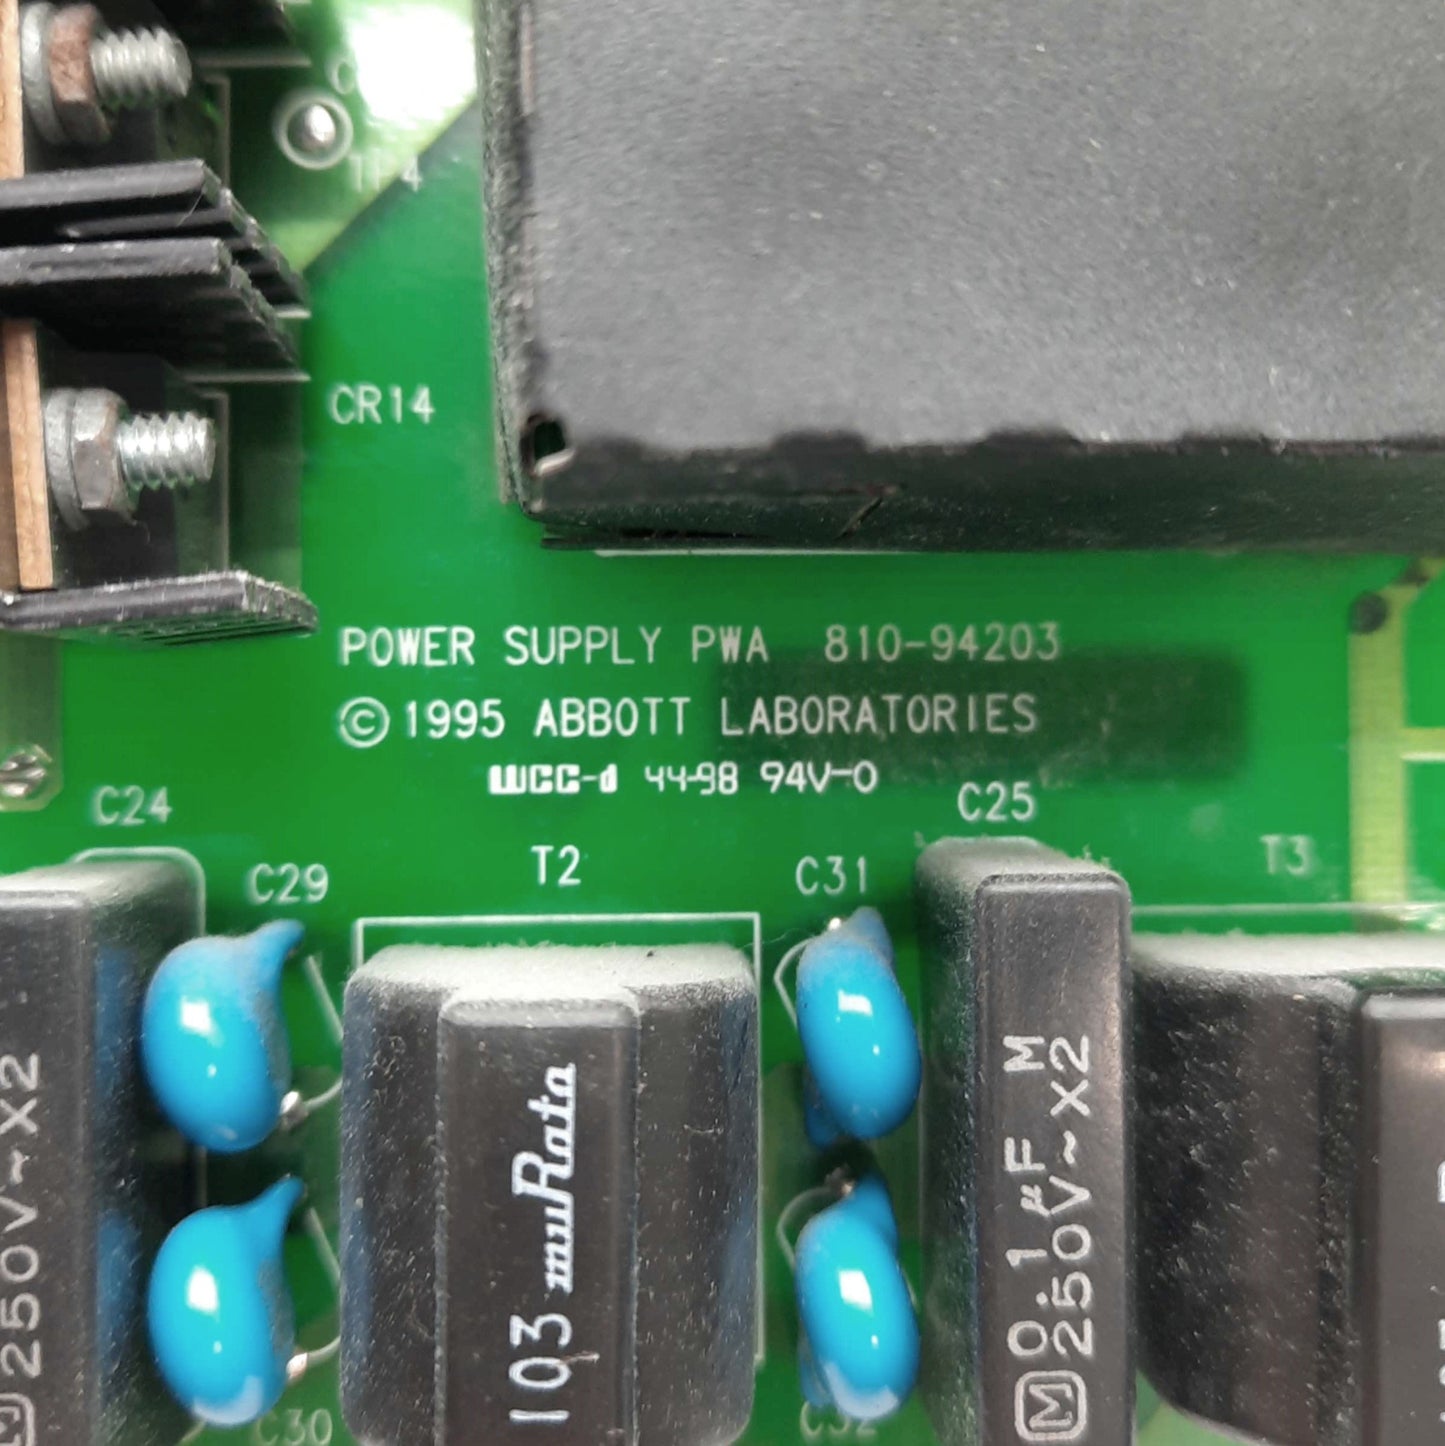 CR14
POWER SUPPLY PWA 810-94203
© 1995 ABBOTT LABORATORIES
WCC-d 44-98 94V-0
C24
C25
C29
T2
C31
T3
250V~X2
103 muRata
M 0.1µF M
250V~X2
C30
C32